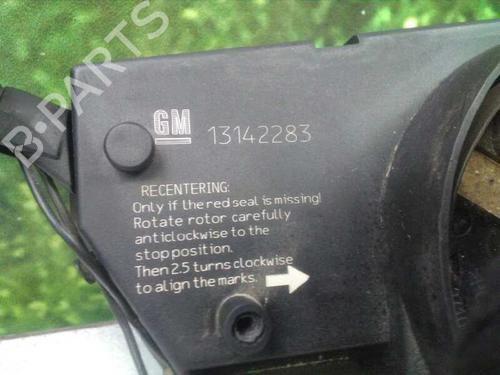 B-PARTS
GM 13142283
RECENTERING:
Only if the red seal is missing!
Rotate rotor carefully
anticlockwise to the
stop position.
Then 2.5 turns clockwise
to align the marks.